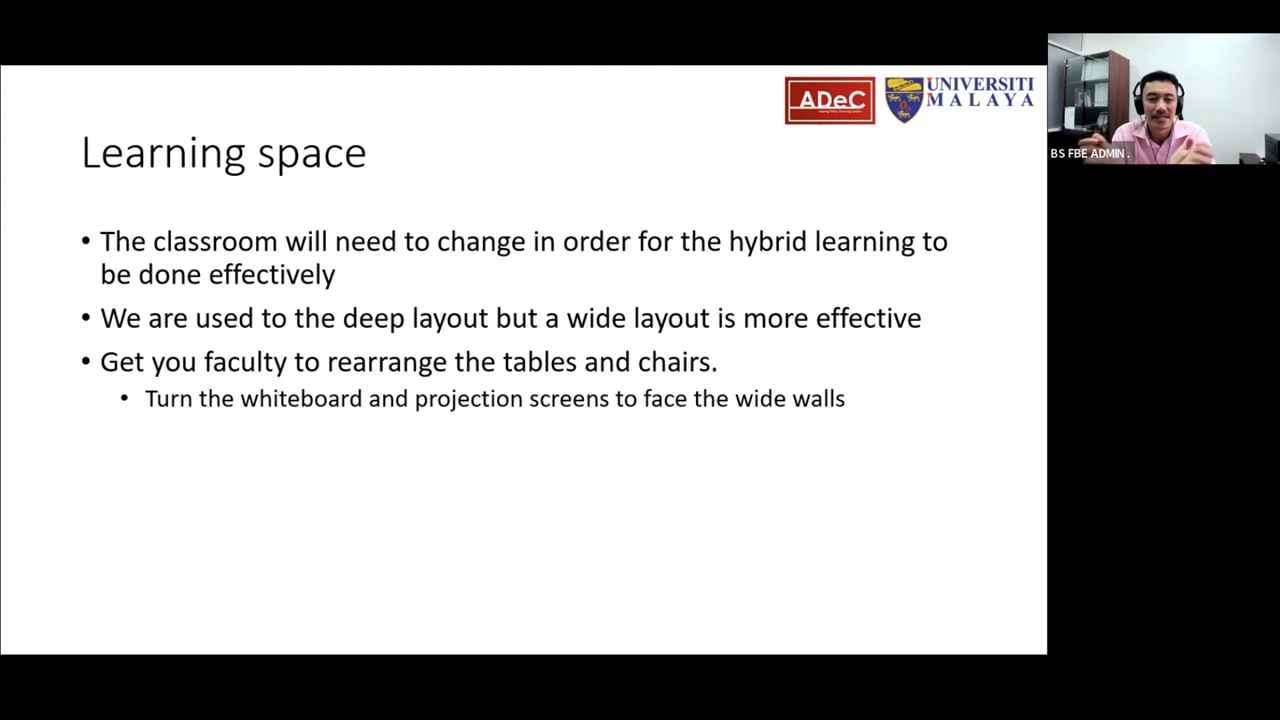 ADeC
UNIVERSITI
MALAYA
BS FBE ADMIN .
Learning space
• The classroom will need to change in order for the hybrid learning to
be done effectively
• We are used to the deep layout but a wide layout is more effective
• Get you faculty to rearrange the tables and chairs.
• Turn the whiteboard and projection screens to face the wide walls